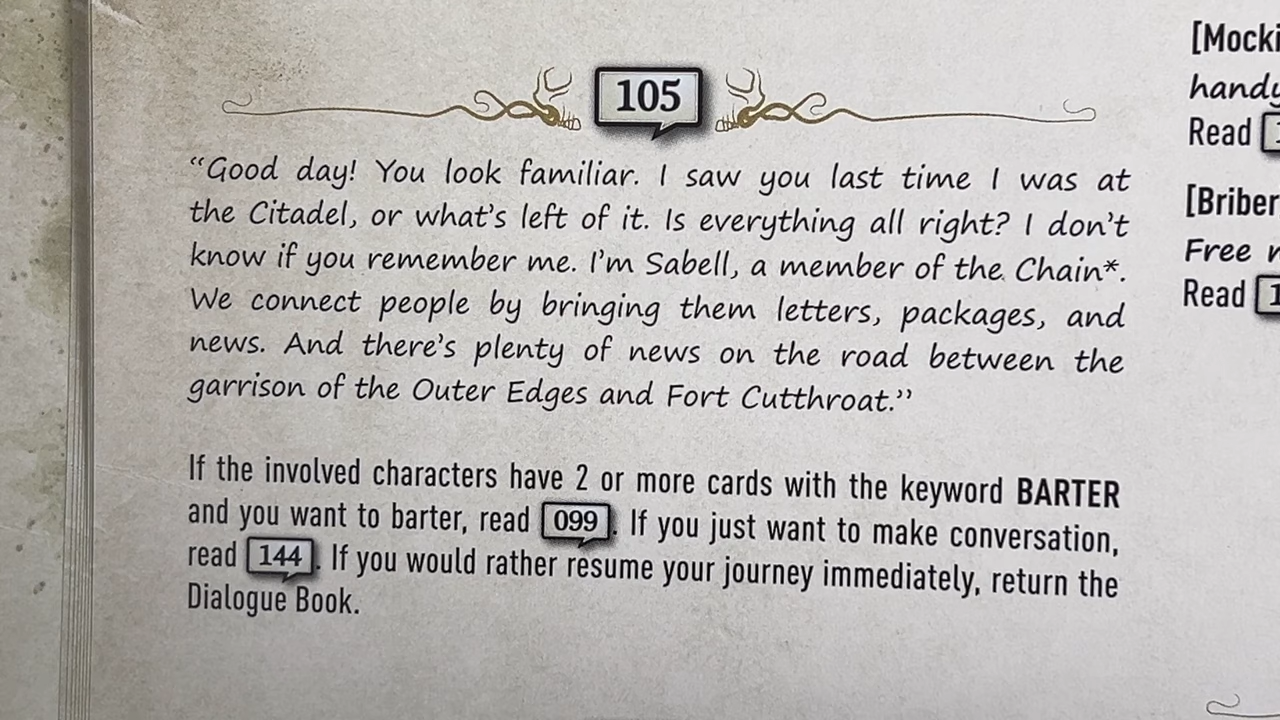 105
“Good day! You look familiar. I saw you last time I was at
the Citadel, or what’s left of it. Is everything all right? I don’t
know if you remember me. I’m Sabell, a member of the Chain*.
We connect people by bringing them letters, packages, and
news. And there’s plenty of news on the road between the
garrison of the Outer Edges and Fort Cutthroat.”
If the involved characters have 2 or more cards with the keyword BARTER
and you want to barter, read 099. If you just want to make conversation,
read 144. If you would rather resume your journey immediately, return the
Dialogue Book.
Read
Free
Read